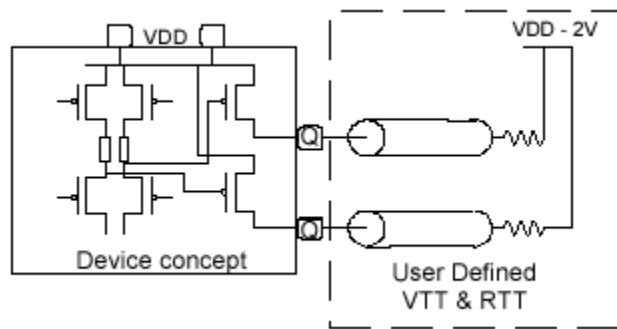 VDD
VDD - 2V
Q
Q
Device concept
User Defined
VTT & RTT